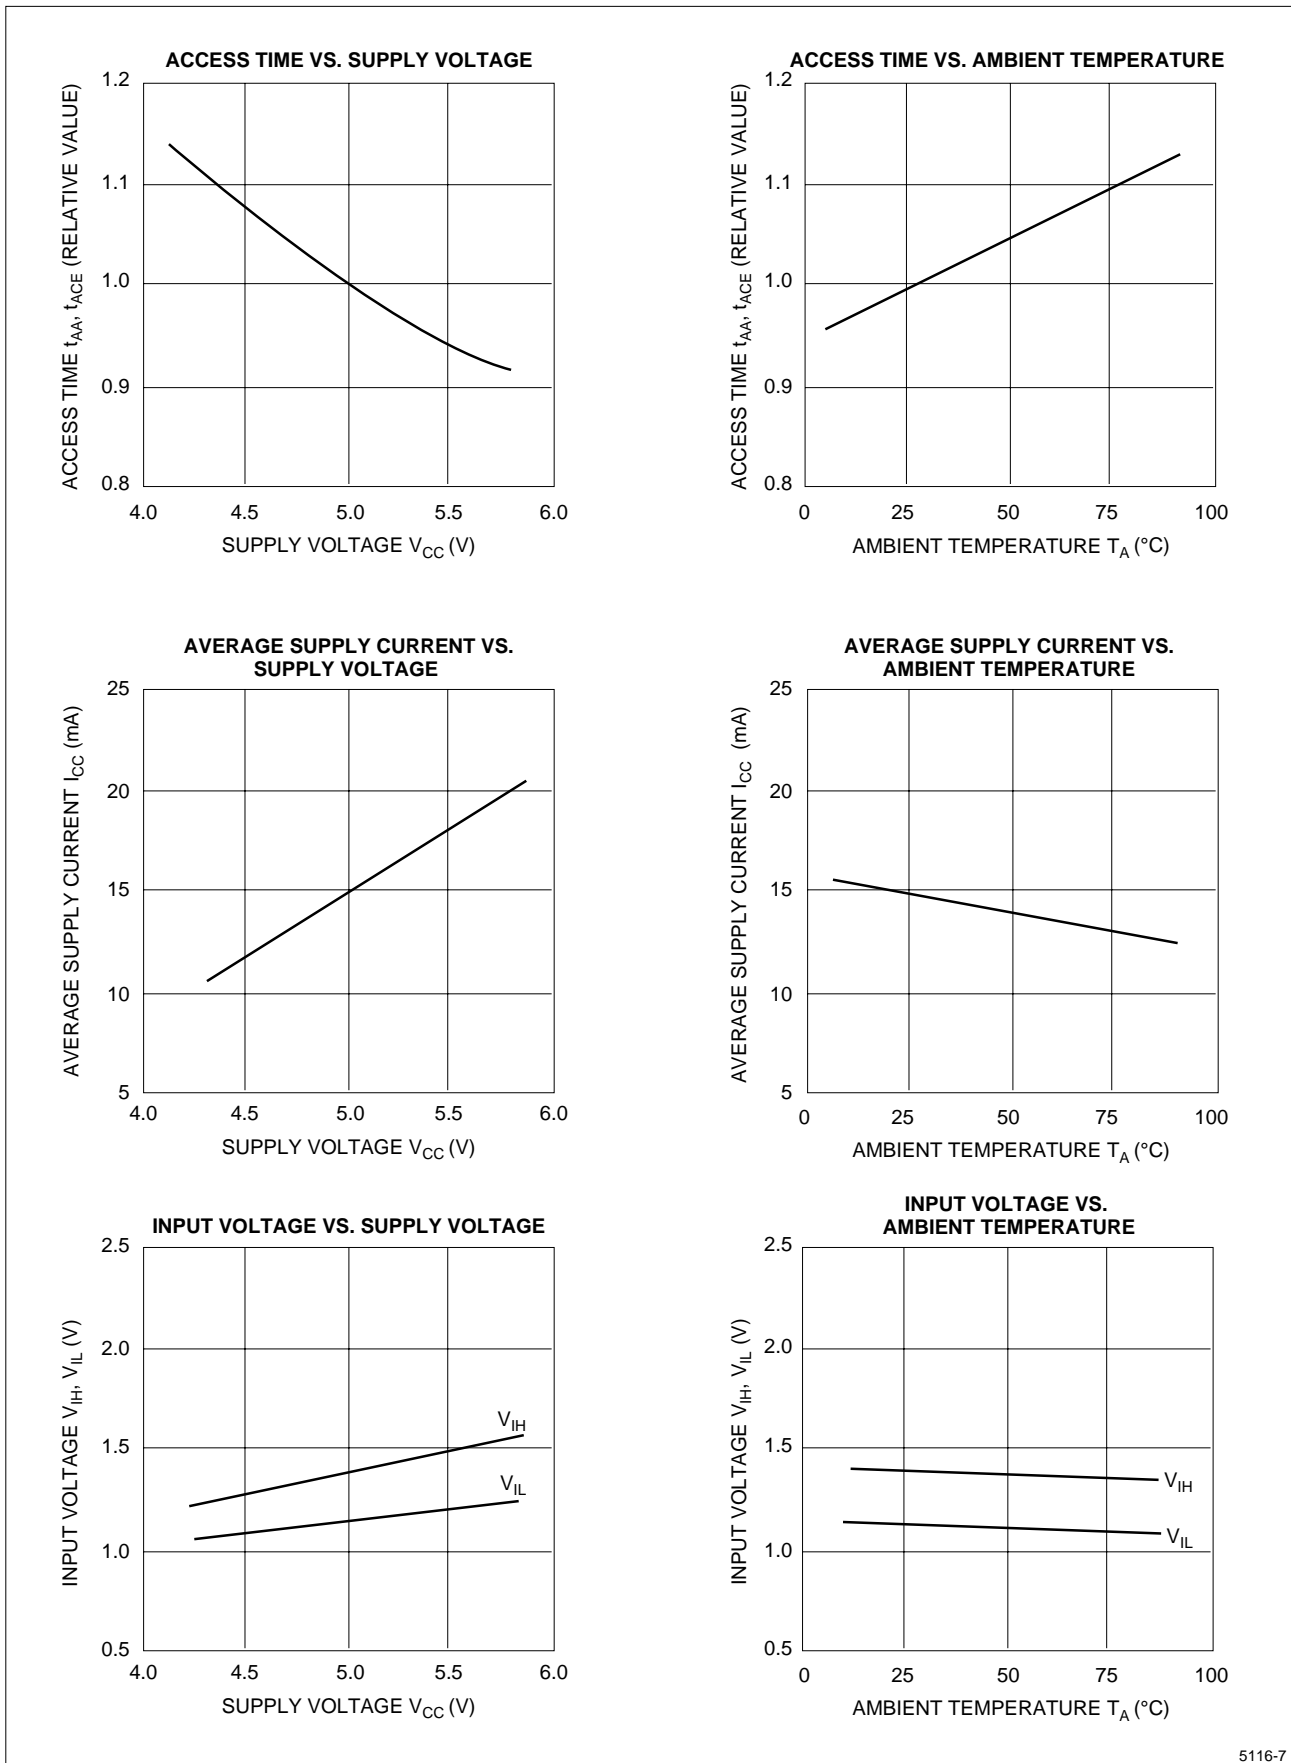 ACCESS TIME VS. SUPPLY VOLTAGE
1.2
1.1
1.0
0.9
0.8
ACCESS TIME tAA, tACE (RELATIVE VALUE)
4.0 4.5 5.0 5.5 6.0
SUPPLY VOLTAGE VCC (V)
ACCESS TIME VS. AMBIENT TEMPERATURE
1.2
1.1
1.0
0.9
0.8
ACCESS TIME tAA, tACE (RELATIVE VALUE)
0 25 50 75 100
AMBIENT TEMPERATURE TA (°C)
AVERAGE SUPPLY CURRENT VS.
SUPPLY VOLTAGE
25
20
15
10
5
AVERAGE SUPPLY CURRENT ICC (mA)
4.0 4.5 5.0 5.5 6.0
SUPPLY VOLTAGE VCC (V)
AVERAGE SUPPLY CURRENT VS.
AMBIENT TEMPERATURE
25
20
15
10
5
AVERAGE SUPPLY CURRENT ICC (mA)
0 25 50 75 100
AMBIENT TEMPERATURE TA (°C)
INPUT VOLTAGE VS. SUPPLY VOLTAGE
2.5
2.0
1.5
1.0
0.5
INPUT VOLTAGE VIH, VIL (V)
VIH
VIL
4.0 4.5 5.0 5.5 6.0
SUPPLY VOLTAGE VCC (V)
INPUT VOLTAGE VS.
AMBIENT TEMPERATURE
2.5
2.0
1.5
1.0
0.5
INPUT VOLTAGE VIH, VIL (V)
VIH
VIL
0 25 50 75 100
AMBIENT TEMPERATURE TA (°C)
5116-7